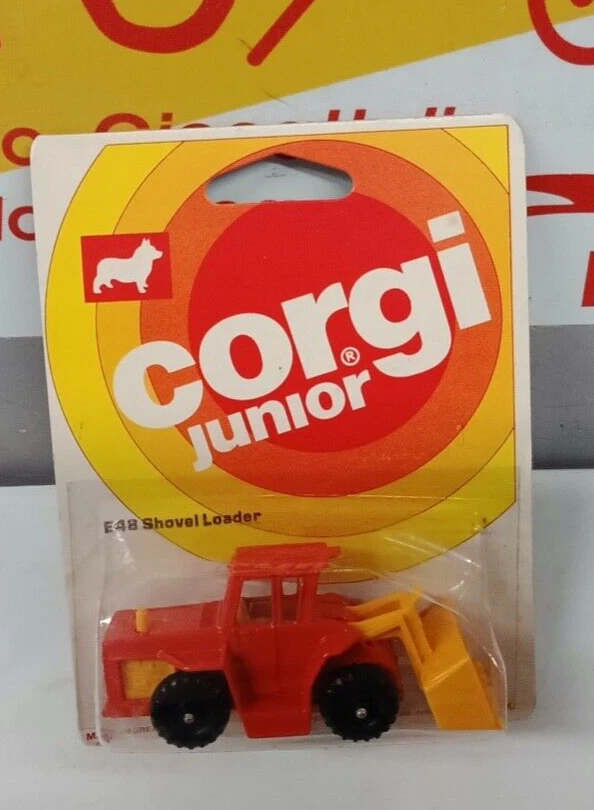 corgi
®
junior
E48 Shovel Loader